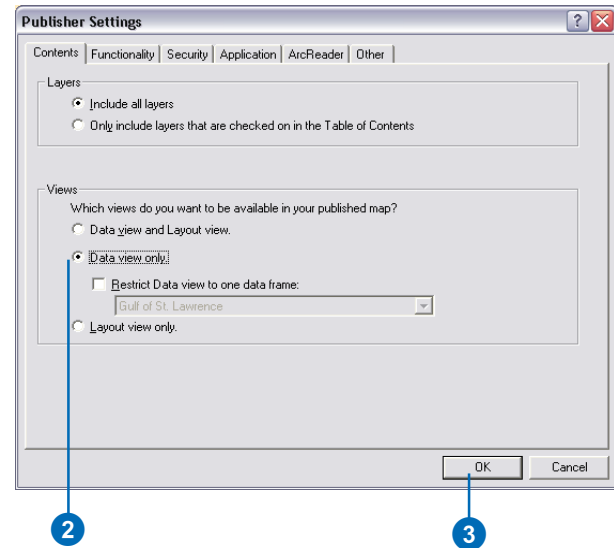 Publisher Settings
Contents Functionality Security Application ArcReader Other
Layers
Include all layers
Only include layers that are checked on in the Table of Contents
Views
Which views do you want to be available in your published map?
Data view and Layout view.
Data view only.
Restrict Data view to one data frame:
Gulf of St. Lawrence
Layout view only.
OK Cancel
2 3